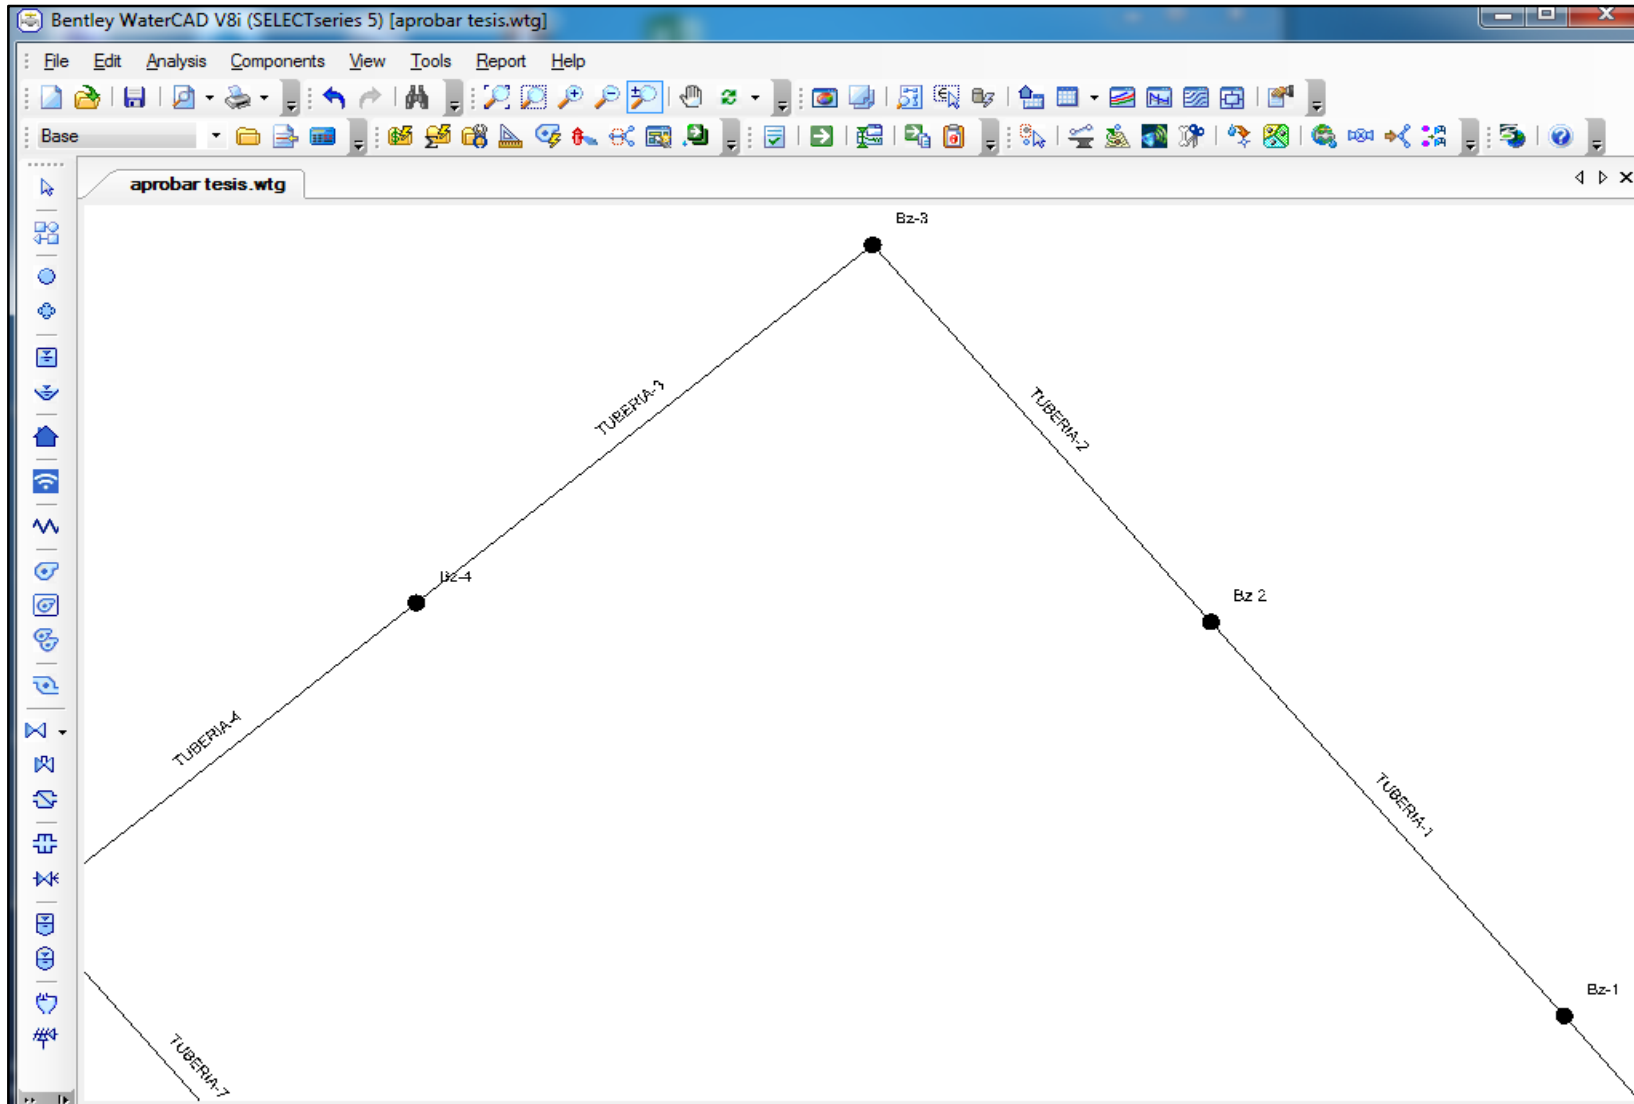 Bentley WaterCAD V8i (SELECTseries 5) [aprobar tesis.wtg]
File Edit Analysis Components View Tools Report Help
Base
aprobar tesis.wtg
Bz-3
TUBERIA-3
TUBERIA-2
Bz-4
Bz 2
TUBERIA-4
TUBERIA-1
Bz-1
TUBERIA-7